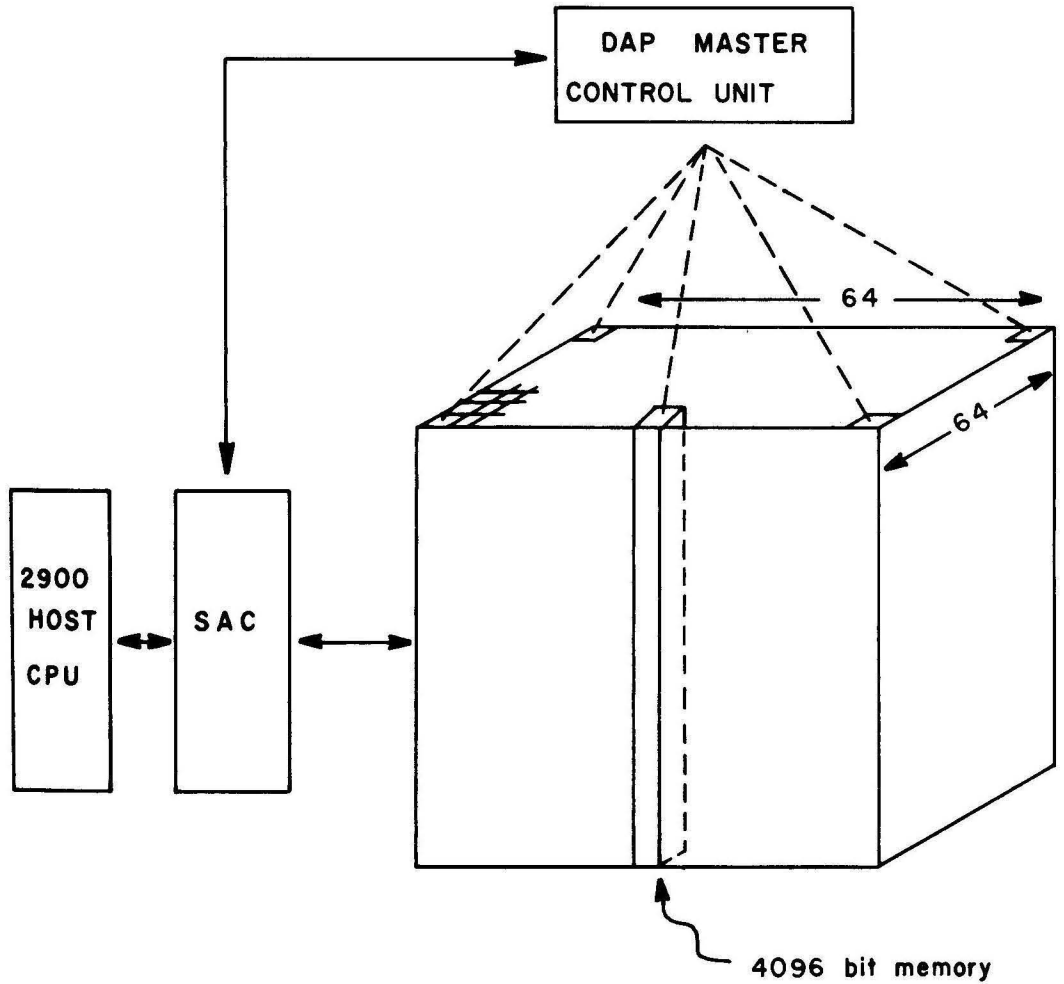 DAP MASTER
CONTROL UNIT
64
64
2900
HOST
CPU
SAC
4096 bit memory